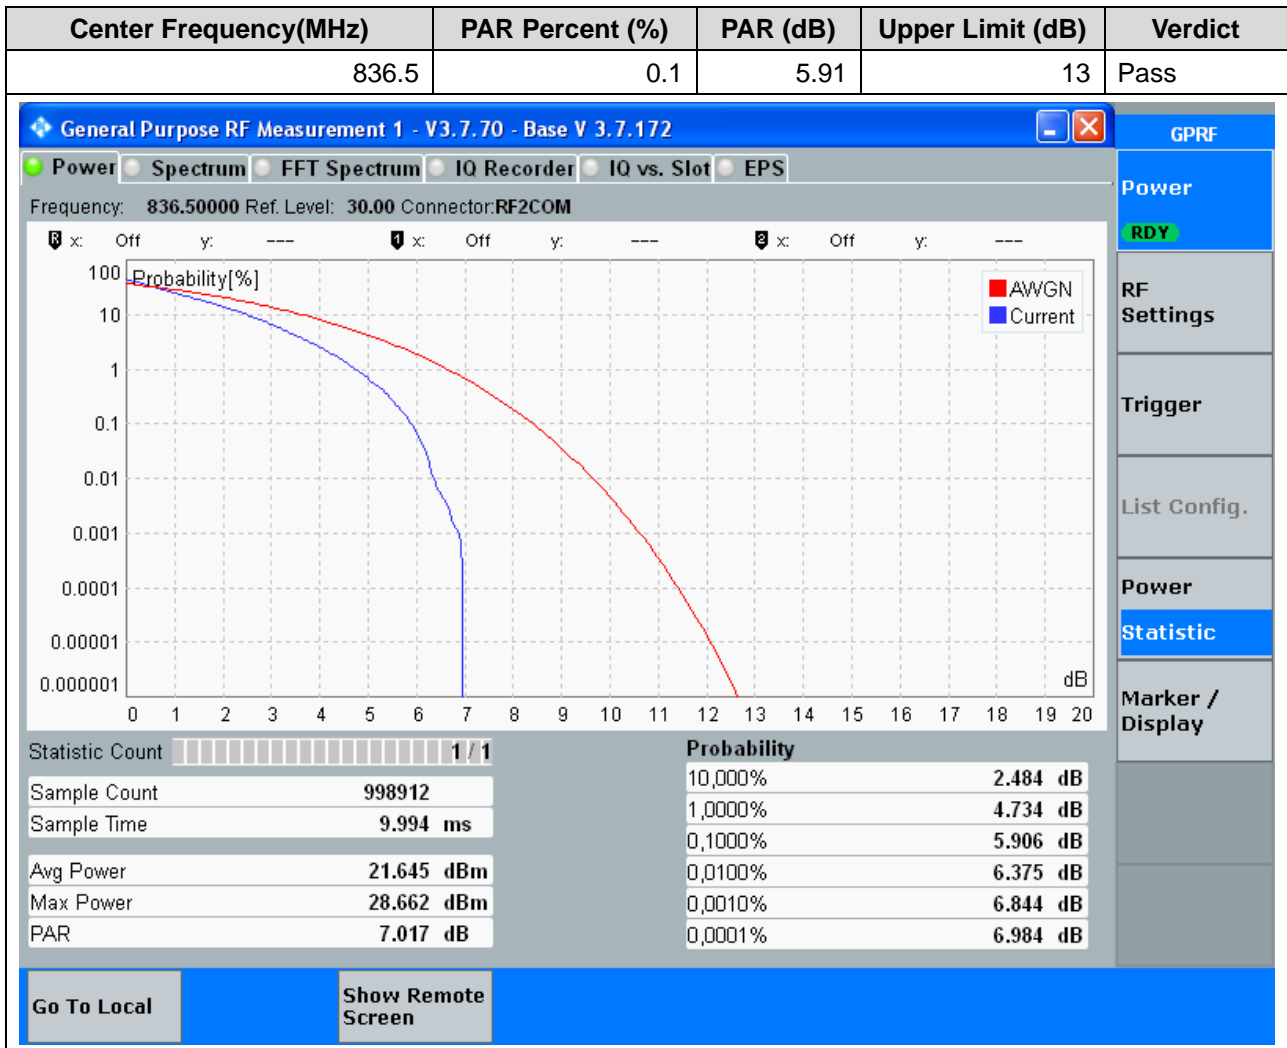 Center Frequency(MHz) PAR Percent (%) PAR (dB) Upper Limit (dB) Verdict
836.5 0.1 5.91 13 Pass
General Purpose RF Measurement 1 - V3.7.70 - Base V 3.7.172
GPRF
Power Spectrum FFT Spectrum IQ Recorder IQ vs. Slot EPS
Power
RDY
Frequency: 836.50000 Ref. Level: 30.00 Connector:RF2COM
R x: Off y: --- 1 x: Off y: --- 2 x: Off y: ---
Probability[%]
AWGN
Current
100
10
1
0.1
0.01
0.001
0.0001
0.00001
0.000001
dB
0 1 2 3 4 5 6 7 8 9 10 11 12 13 14 15 16 17 18 19 20
RF
Settings
Trigger
List Config.
Power
Statistic
Marker /
Display
Statistic Count 1 / 1
Sample Count 998912
Sample Time 9.994 ms
Avg Power 21.645 dBm
Max Power 28.662 dBm
PAR 7.017 dB
Probability
10,000% 2.484 dB
1,0000% 4.734 dB
0,1000% 5.906 dB
0,0100% 6.375 dB
0,0010% 6.844 dB
0,0001% 6.984 dB
Go To Local
Show Remote
Screen